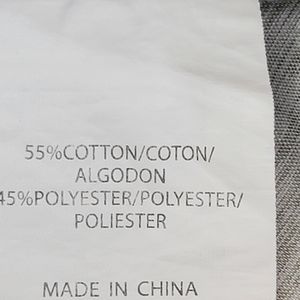 55%COTTON/COTON/
ALGODON
45%POLYESTER/POLYESTER/
POLIESTER
MADE IN CHINA